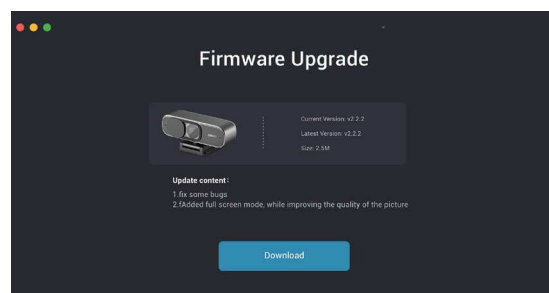 Firmware Upgrade
Current Version: v2.2.2
Latest Version: v2.2.2
Size: 2.5M
Update content:
1.fix some bugs
2.fAdded full screen mode, while improving the quality of the picture
Download